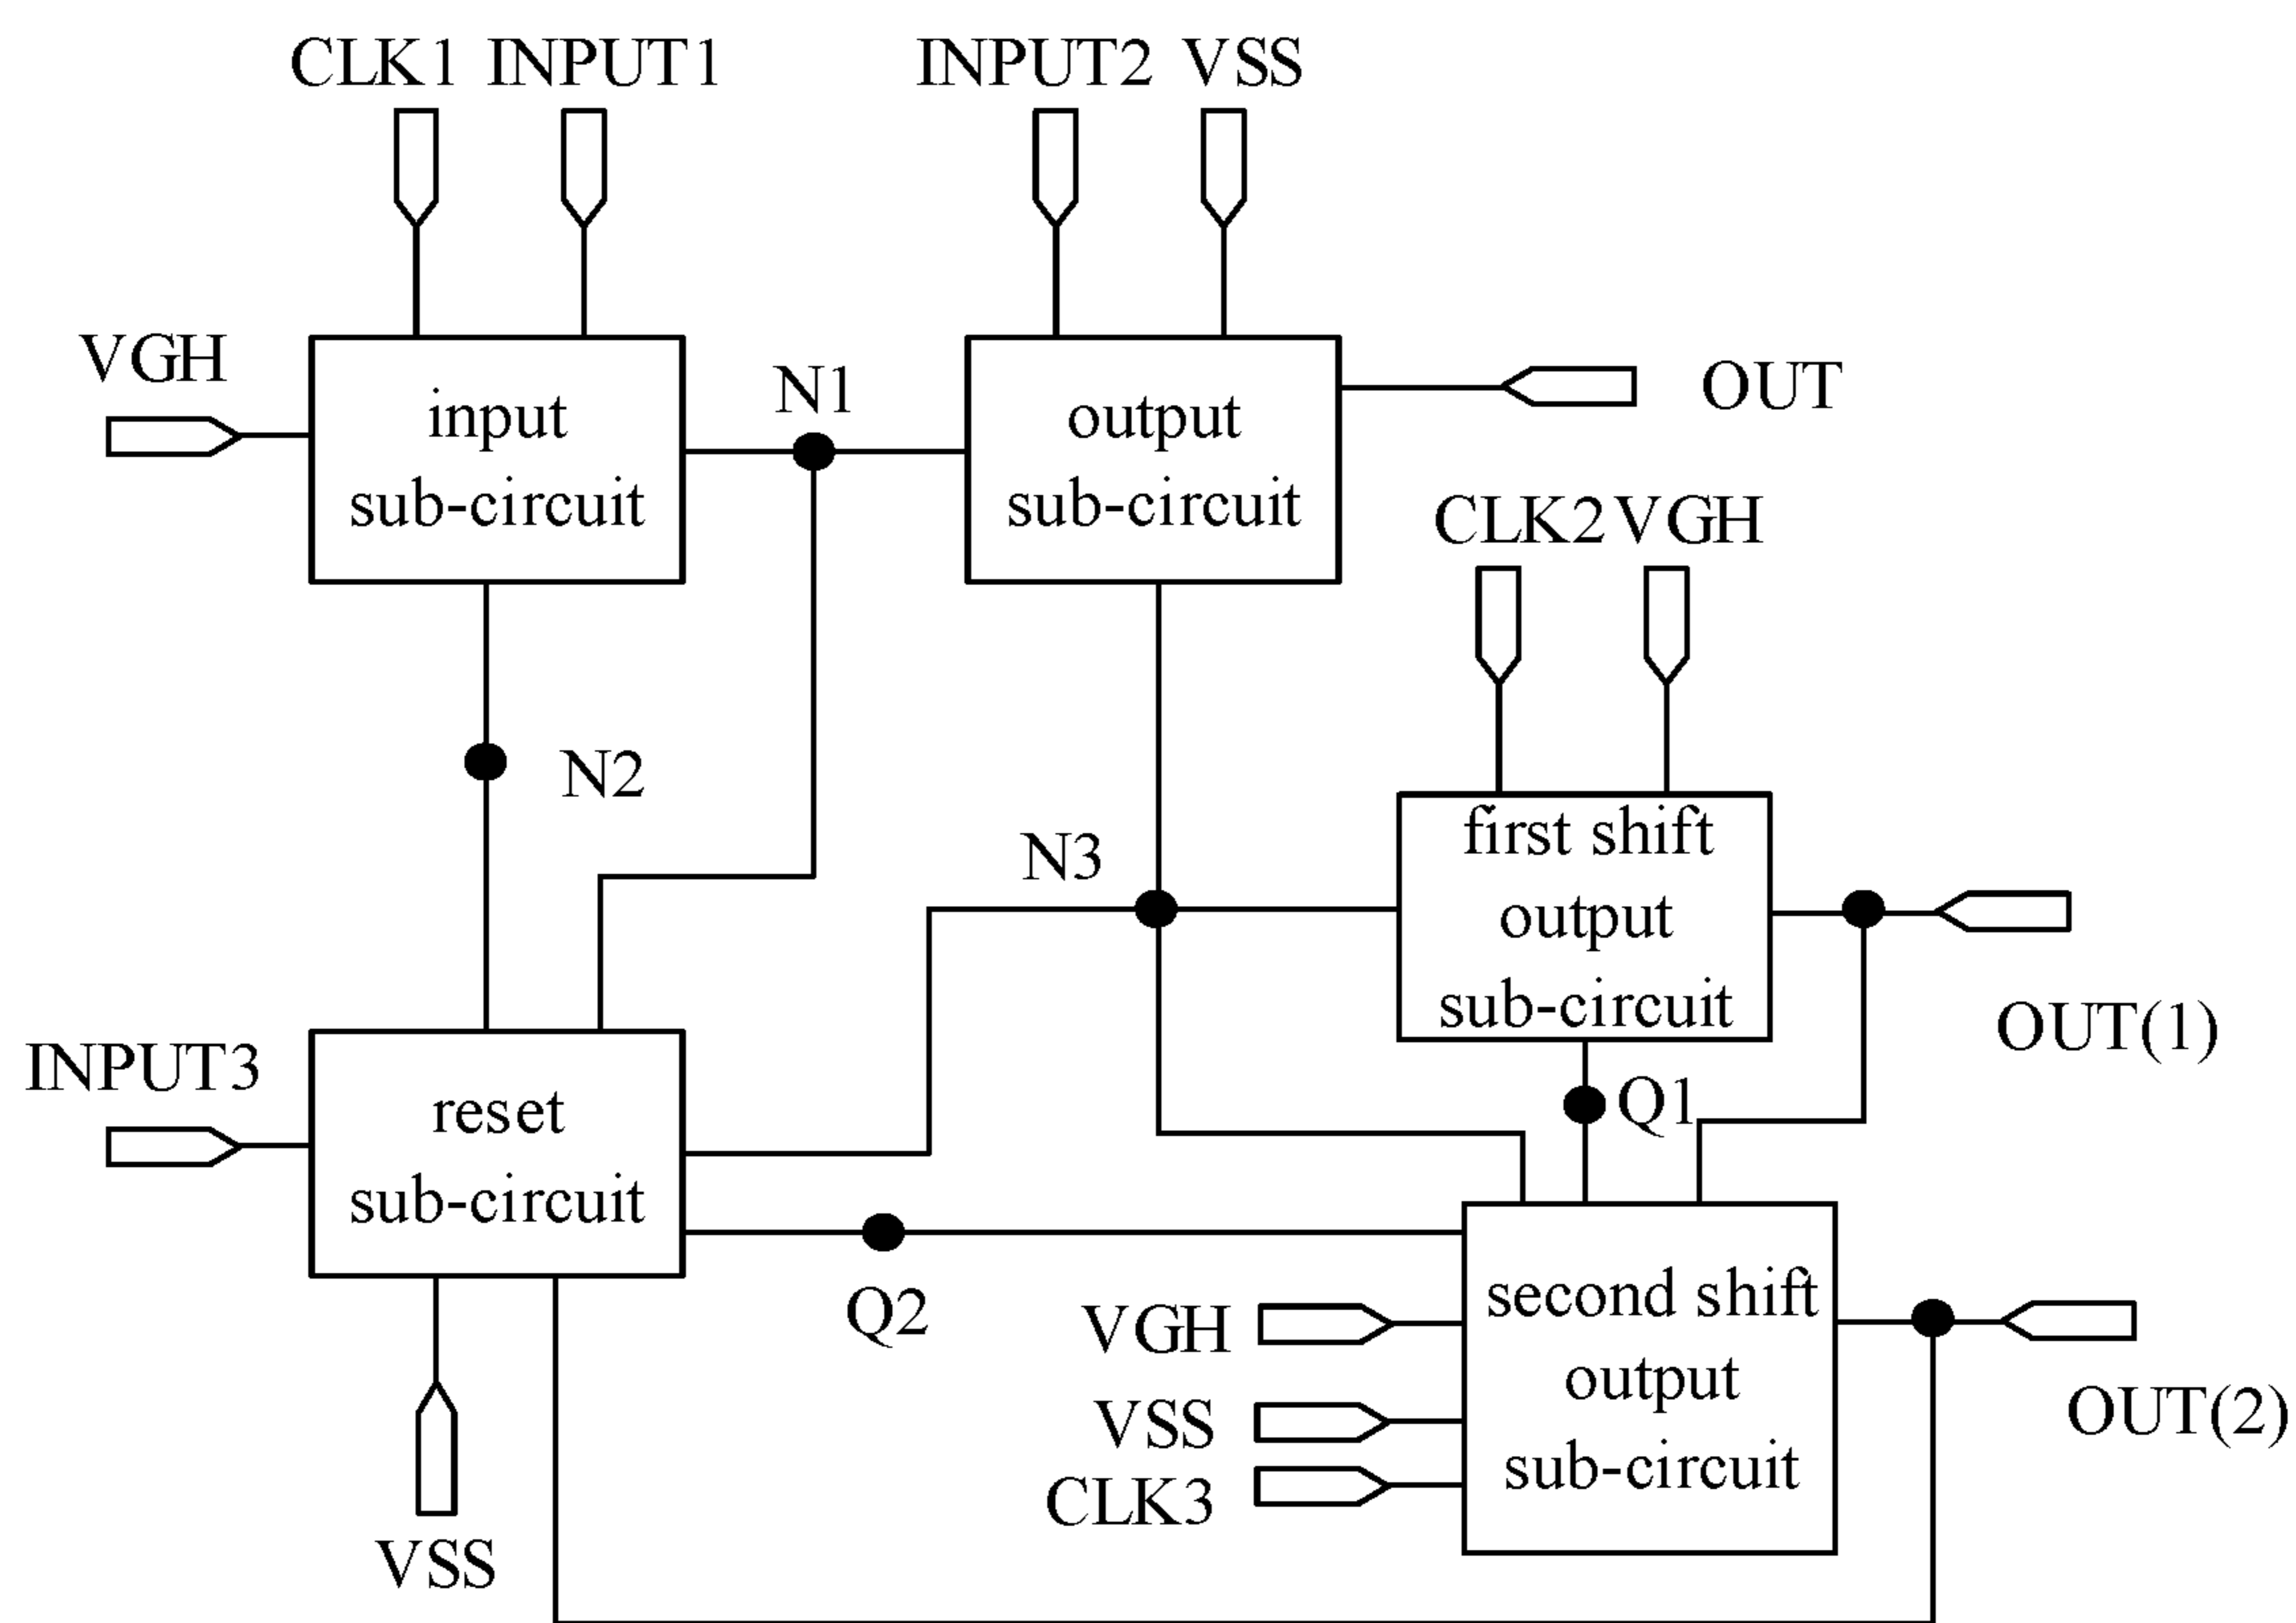 CLK1 INPUT1 INPUT2 VSS
VGH
input
sub-circuit
N1
output
sub-circuit
OUT
CLK2 VGH
N2
N3
first shift
output
sub-circuit
OUT(1)
INPUT3
reset
sub-circuit
Q1
Q2
VGH
VSS
CLK3
second shift
output
sub-circuit
OUT(2)
VSS